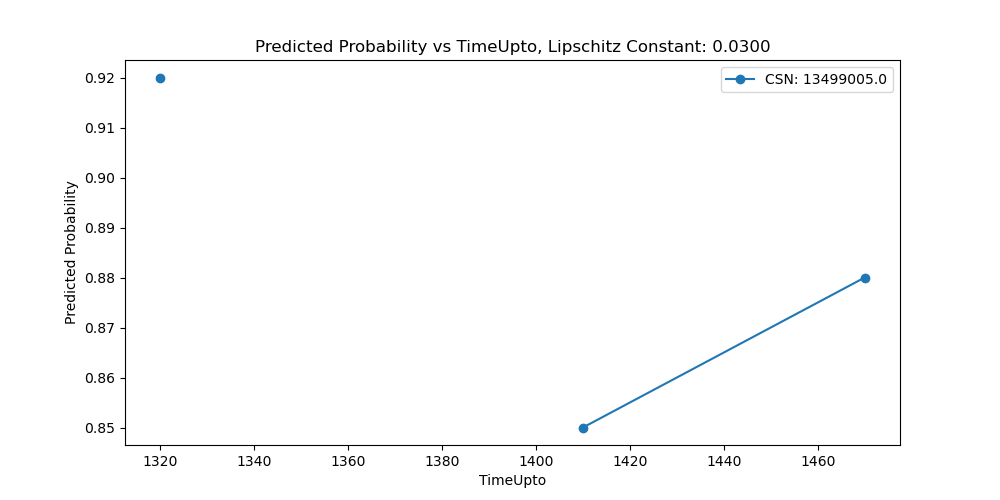 Predicted Probability vs TimeUpto, Lipschitz Constant: 0.0300
CSN: 13499005.0
0.92
0.91
0.90
0.89
0.88
0.87
0.86
0.85
Predicted Probability
1320 1340 1360 1380 1400 1420 1440 1460
TimeUpto